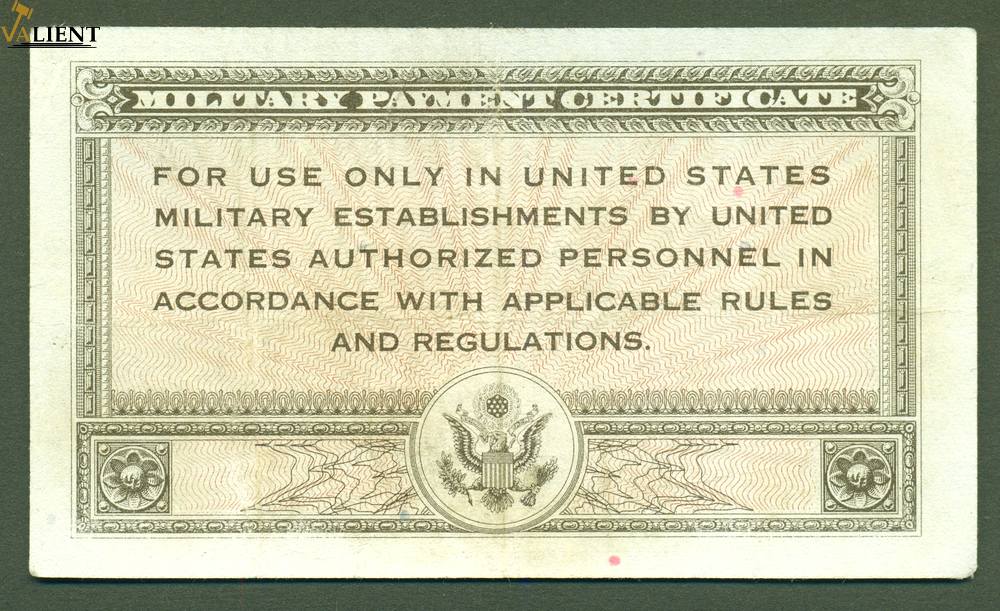 VALIENT
MILITARY PAYMENT CERTIFICATE
FOR USE ONLY IN UNITED STATES
MILITARY ESTABLISHMENTS BY UNITED
STATES AUTHORIZED PERSONNEL IN
ACCORDANCE WITH APPLICABLE RULES
AND REGULATIONS.